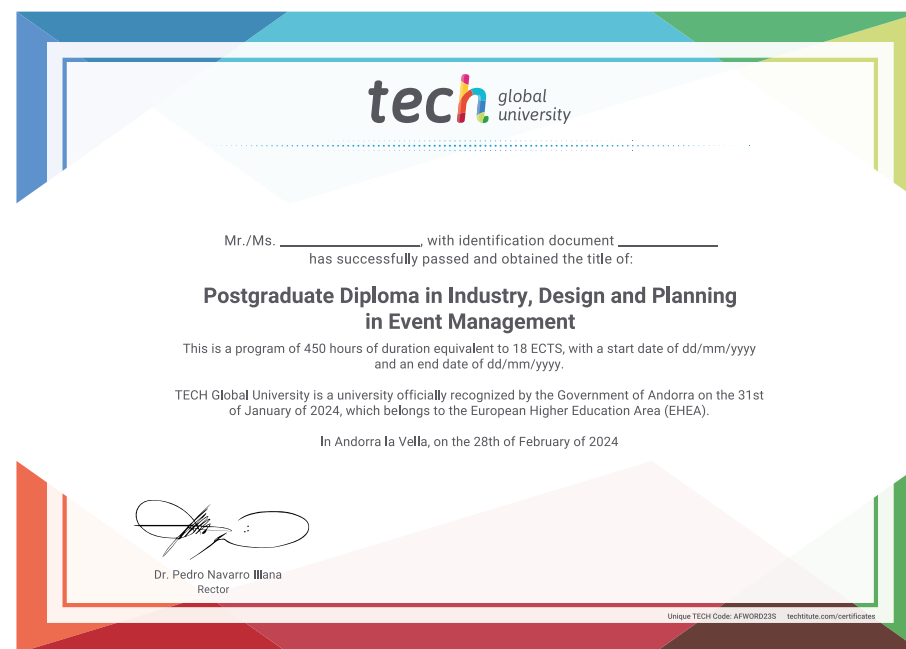 tech global
university
Mr./Ms. ____________________, with identification document ______________
has successfully passed and obtained the title of:
Postgraduate Diploma in Industry, Design and Planning
in Event Management
This is a program of 450 hours of duration equivalent to 18 ECTS, with a start date of dd/mm/yyyy
and an end date of dd/mm/yyyy.
TECH Global University is a university officially recognized by the Government of Andorra on the 31st
of January of 2024, which belongs to the European Higher Education Area (EHEA).
In Andorra la Vella, on the 28th of February of 2024
Dr. Pedro Navarro Illana
Rector
Unique TECH Code: AFWORD23S techtitute.com/certificates